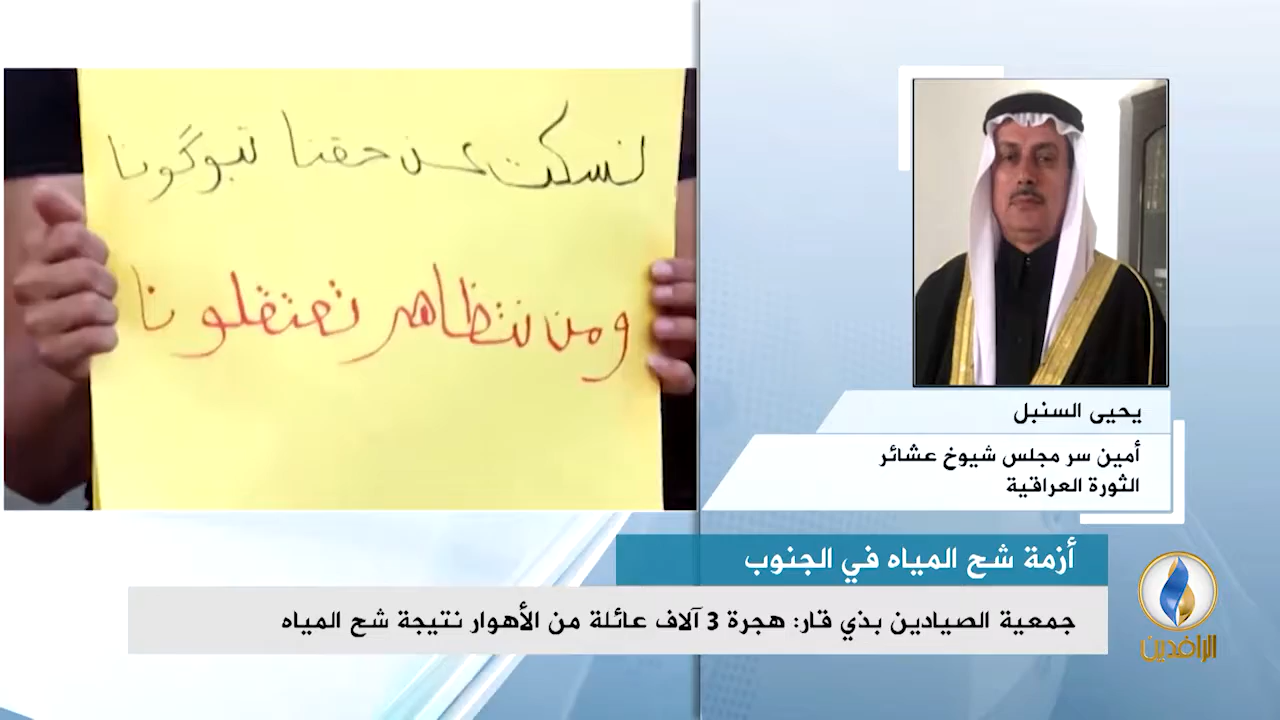 نسكت عن حقنا تبوگونا
ومن نتظاهر تعتقلونا
يحيى السنبل
أمين سر مجلس شيوخ عشائر
الثورة العراقية
أزمة شح المياه في الجنوب
جمعية الصيادين بذي قار: هجرة 3 آلاف عائلة من الأهوار نتيجة شح المياه
الرافدين